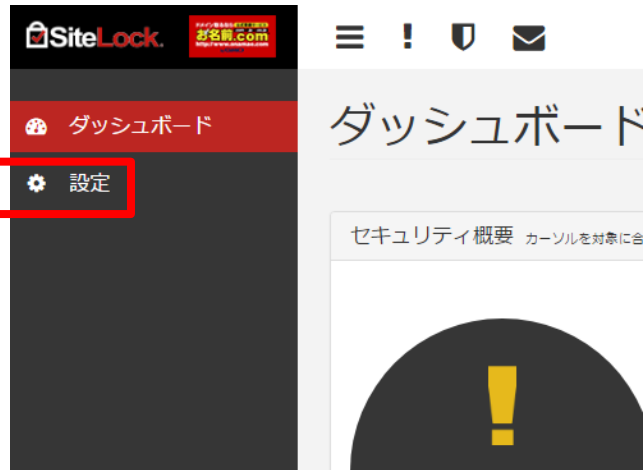 SiteLock.
お名前.com
ダッシュボード
設定
ダッシュボード
セキュリティ概要 カーソルを対象に合